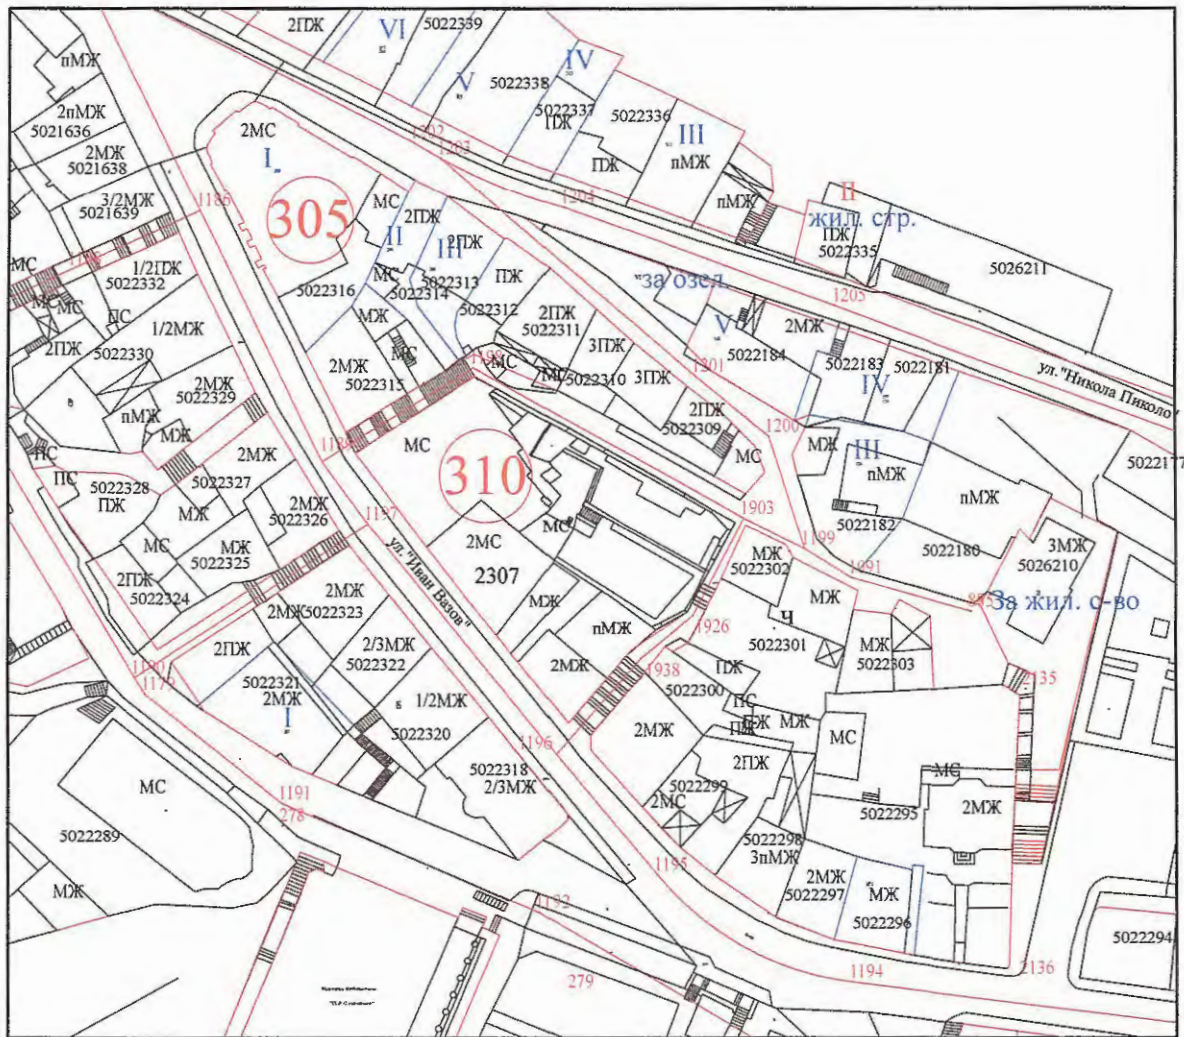 2ПЖ
VI
5022339
V
IV
5022338
5022337
ПЖ
5022336
III
пМЖ
ПЖ
пМЖ
пМЖ
2пМЖ
5021636
2МЖ
5021638
3/2МЖ
5021639
2МС
I
305
1202
1203
1204
II
жил. стр.
ПЖ
5022335
5026211
1205
1186
МС
II
2ПЖ
2ПЖ
III
ПЖ
за озел.
МС
1/2ПЖ
5022332
5022316
МС
5022314
5022313
5022312
МС
МС
ПС
1/2МЖ
2ПЖ
5022330
МЖ
МС
2МЖ
5022315
2ПЖ
5022311
3ПЖ
V
2МЖ
5022184
5022183
5022181
IV
ул. "Никола Пиколо"
1198
МС
МС
5022310
3ПЖ
1201
2МЖ
5022329
пМЖ
МЖ
2ПЖ
5022309
1200
МЖ
III
пМЖ
пМЖ
5022177
ПС
ПС
5022328
ПЖ
5022327
2МЖ
МЖ
2МЖ
5022326
1189
МС
310
МС
1903
1199
5022182
5022180
3МЖ
5026210
1197
МС
2МС
2307
ул. "Иван Вазов"
МС
МЖ
5022325
2ПЖ
5022324
МЖ
5022302
1091
За жил. с-во
МЖ
МЖ
Ч
5022301
МЖ
5022303
2МЖ
2МЖ
5022323
пМЖ
1926
2МЖ
2ПЖ
2/3МЖ
5022322
1190
1179
5022321
2МЖ
I
1938
ПЖ
5022300
ПС
ПЖ
ПЖ
МЖ
2135
1/2МЖ
5022320
1196
2МЖ
2ПЖ
МС
5022318
2/3МЖ
МС
5022299
2МС
МС
2МЖ
5022295
1191
278
5022289
5022298
3пМЖ
1195
2МЖ
5022297
МЖ
5022296
МЖ
1192
5022294
279
1194
2136